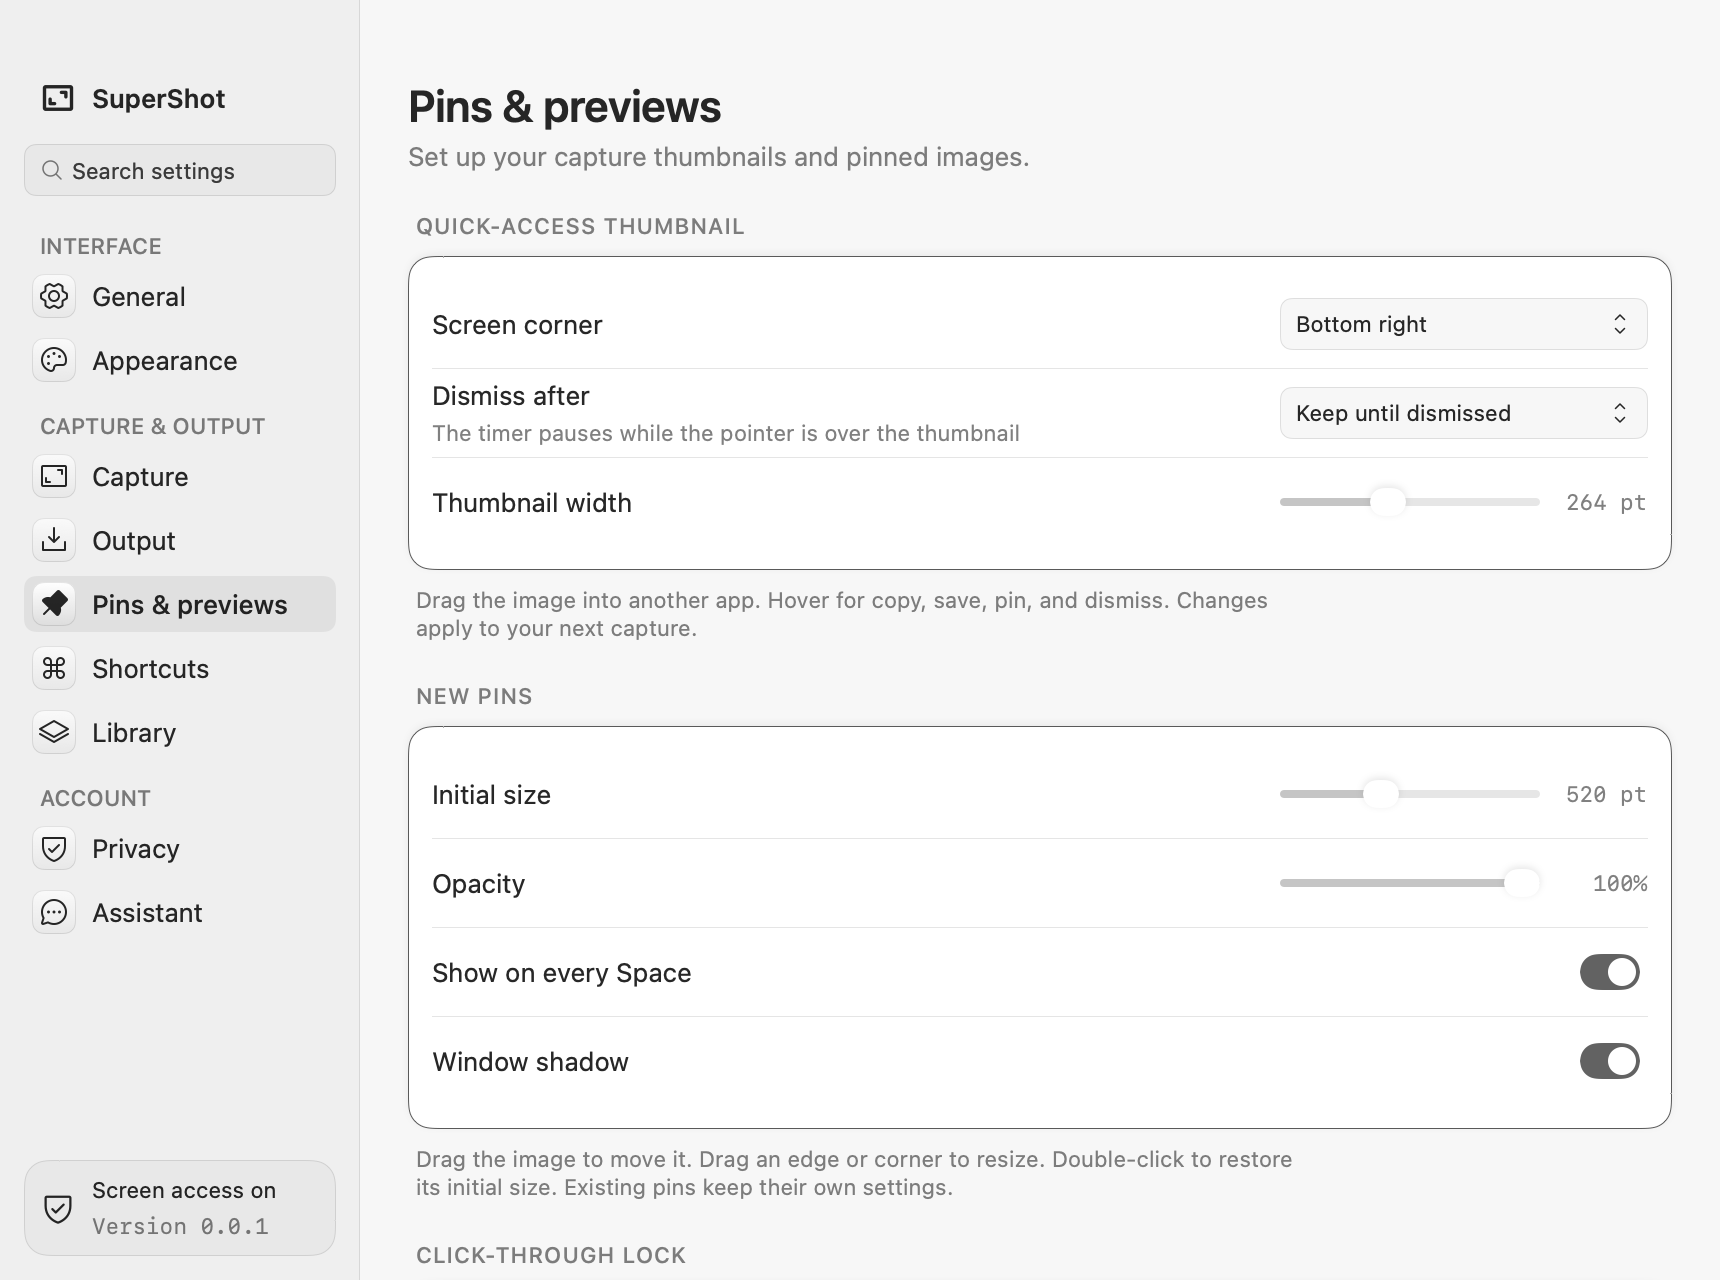 SuperShot
Search settings
INTERFACE
General
Appearance
CAPTURE & OUTPUT
Capture
Output
Pins & previews
Shortcuts
Library
ACCOUNT
Privacy
Assistant
Screen access on
Version 0.0.1
Pins & previews
Set up your capture thumbnails and pinned images.
QUICK-ACCESS THUMBNAIL
Screen corner
Bottom right
Dismiss after
The timer pauses while the pointer is over the thumbnail
Keep until dismissed
Thumbnail width
264 pt
Drag the image into another app. Hover for copy, save, pin, and dismiss. Changes
apply to your next capture.
NEW PINS
Initial size
520 pt
Opacity
100%
Show on every Space
Window shadow
Drag the image to move it. Drag an edge or corner to resize. Double-click to restore
its initial size. Existing pins keep their own settings.
CLICK-THROUGH LOCK